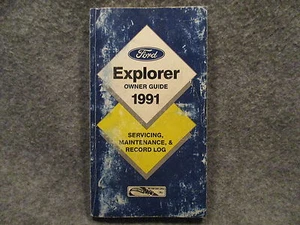 Ford
Explorer
OWNER GUIDE
1991
SERVICING,
MAINTENANCE, &
RECORD LOG